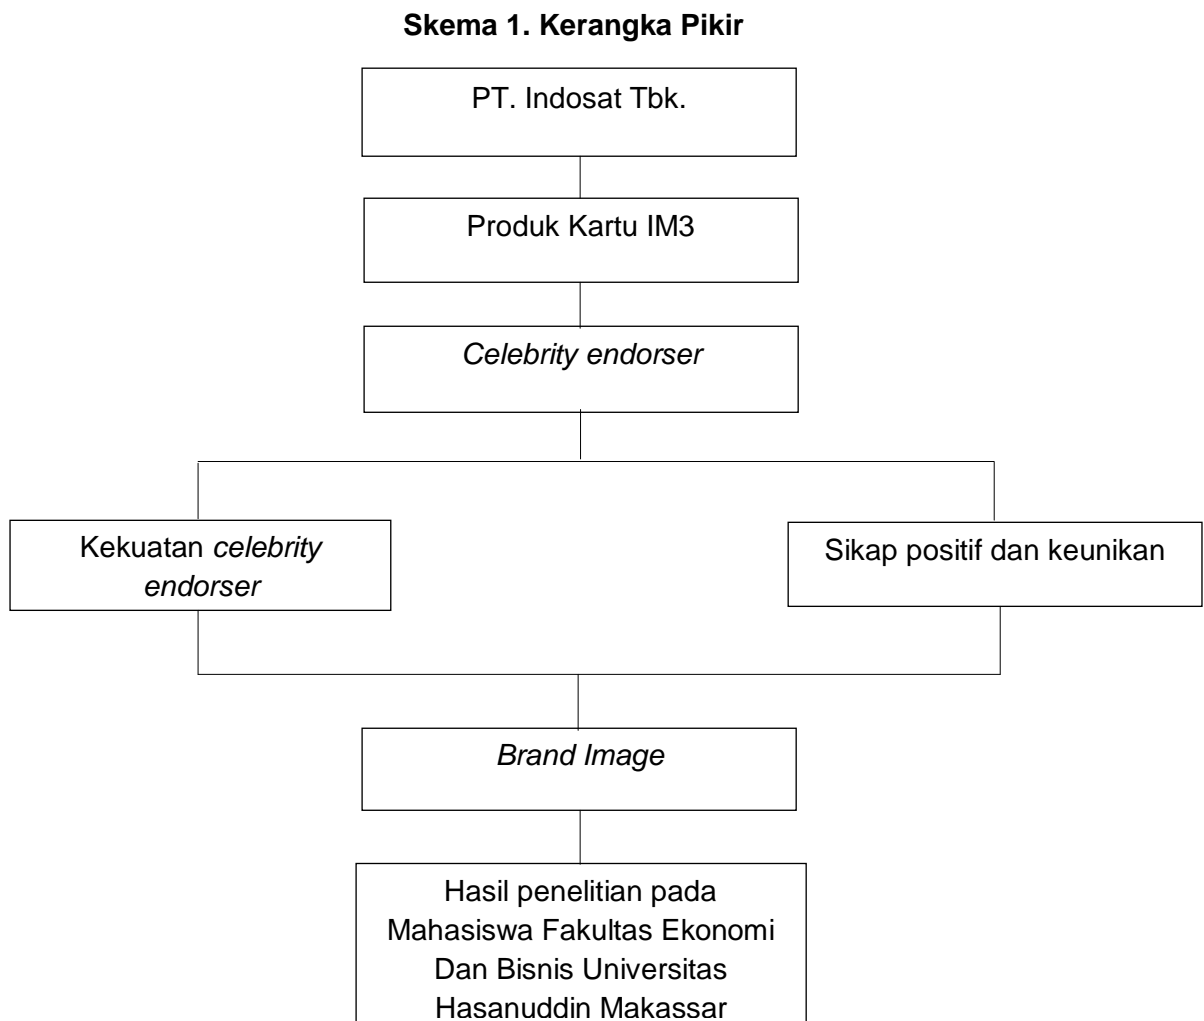 Skema 1. Kerangka Pikir
PT. Indosat Tbk.
Produk Kartu IM3
Celebrity endorser
Kekuatan celebrity
endorser
Sikap positif dan keunikan
Brand Image
Hasil penelitian pada
Mahasiswa Fakultas Ekonomi
Dan Bisnis Universitas
Hasanuddin Makassar